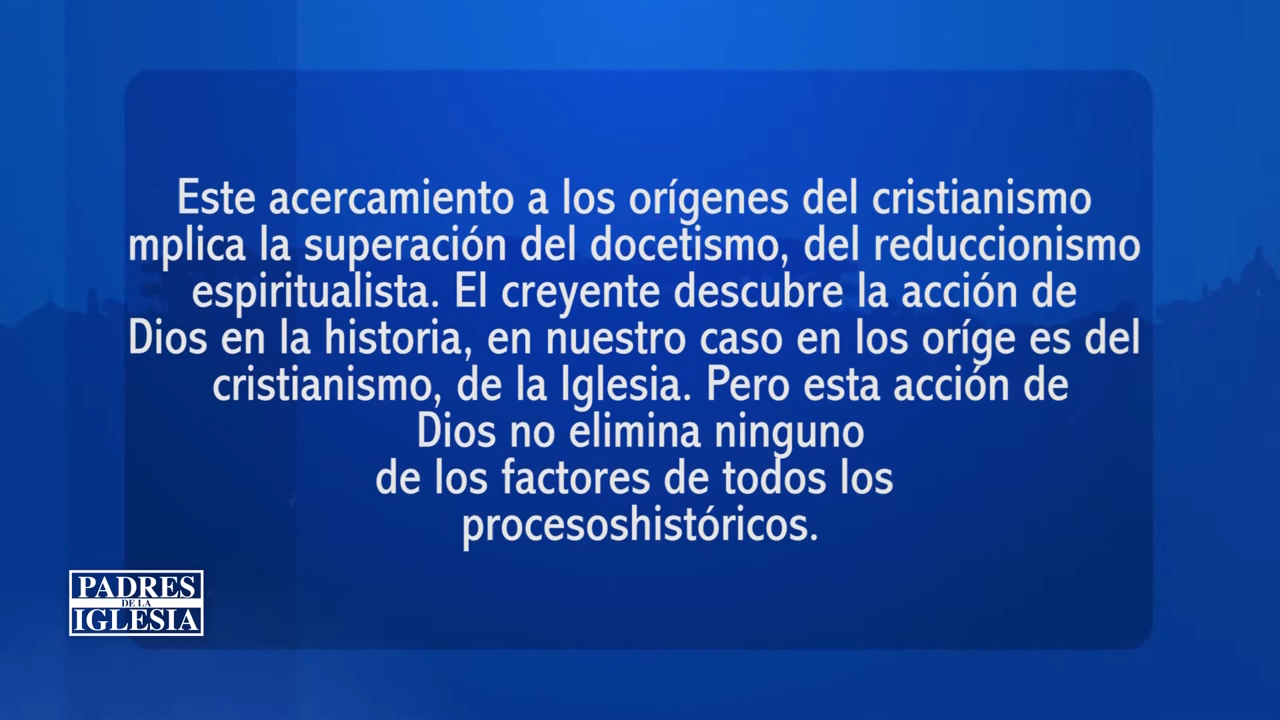 Este acercamiento a los orígenes del cristianismo
mplica la superación del docetismo, del reduccionismo
espiritualista. El creyente descubre la acción de
Dios en la historia, en nuestro caso en los oríge es del
cristianismo, de la Iglesia. Pero esta acción de
Dios no elimina ninguno
de los factores de todos los
procesoshistóricos.
PADRES
DE LA
IGLESIA